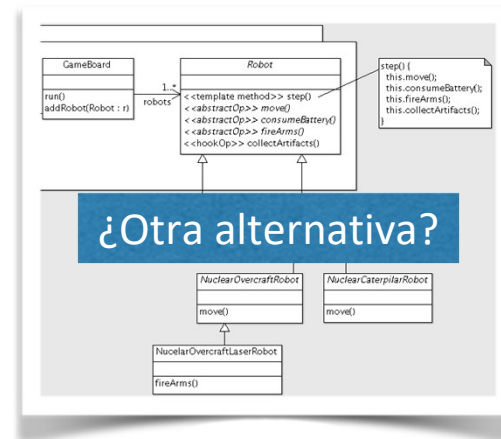 GameBoard
run()
addRobot(Robot : r)
1..*
robots
Robot
<<template method>> step()
<<abstractOp>> move()
<<abstractOp>> consumeBattery()
<<abstractOp>> fireArms()
<<hookOp>> collectArtifacts()
step() {
this.move();
this.consumeBattery();
this.fireArms();
this.collectArtifacts();
}
¿Otra alternativa?
NuclearOvercraftRobot
move()
NuclearCaterpilarRobot
move()
NucelarOvercraftLaserRobot
fireArms()